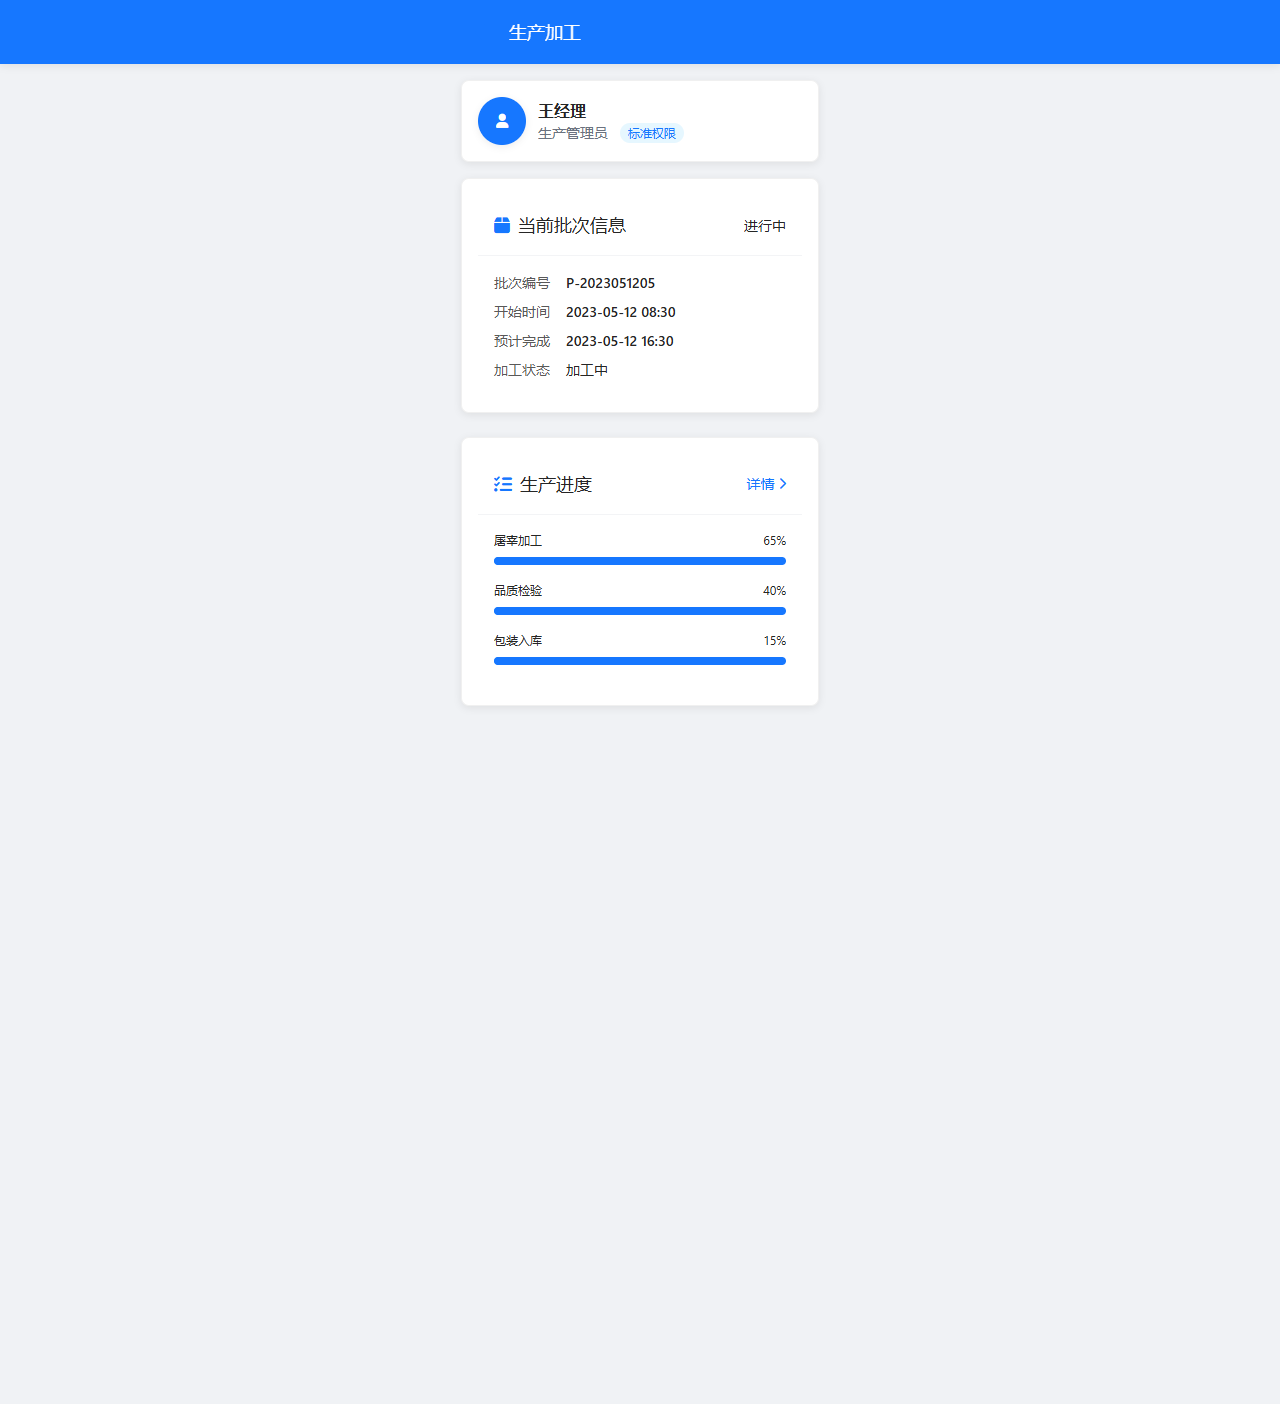 生产加工
王经理
生产管理员 标准权限
当前批次信息 进行中
批次编号 P-2023051205
开始时间 2023-05-12 08:30
预计完成 2023-05-12 16:30
加工状态 加工中
生产进度 详情
屠宰加工 65%
品质检验 40%
包装入库 15%